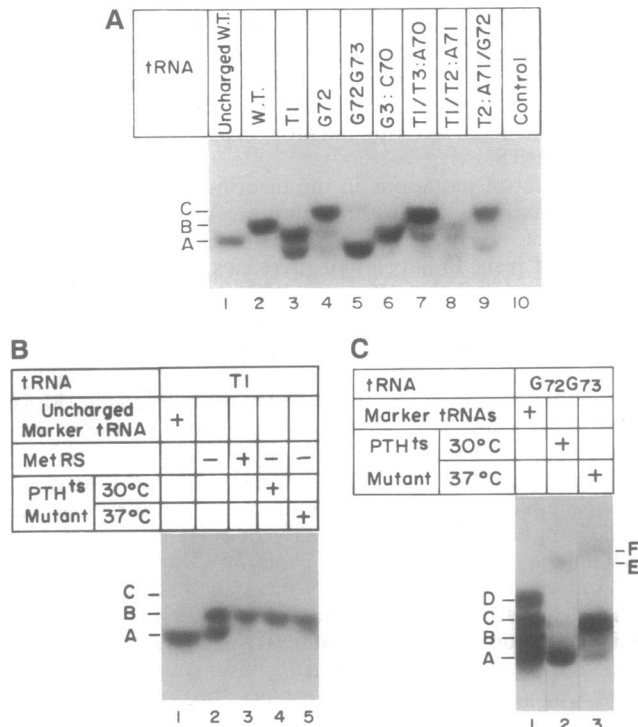 A
tRNA
Uncharged W.T.
W.T.
T1
G72
G72G73
G3:C70
T1/T3:A70
T1/T2:A71
T2:A71/G72
Control
C
B
A
1 2 3 4 5 6 7 8 9 10
B
tRNA T1
Uncharged Marker tRNA +
MetRS − + − −
PTH ts 30°C +
Mutant 37°C +
C
B
A
1 2 3 4 5
C
tRNA G72G73
Marker tRNAs +
PTH ts 30°C +
Mutant 37°C +
F
E
D
C
B
A
1 2 3